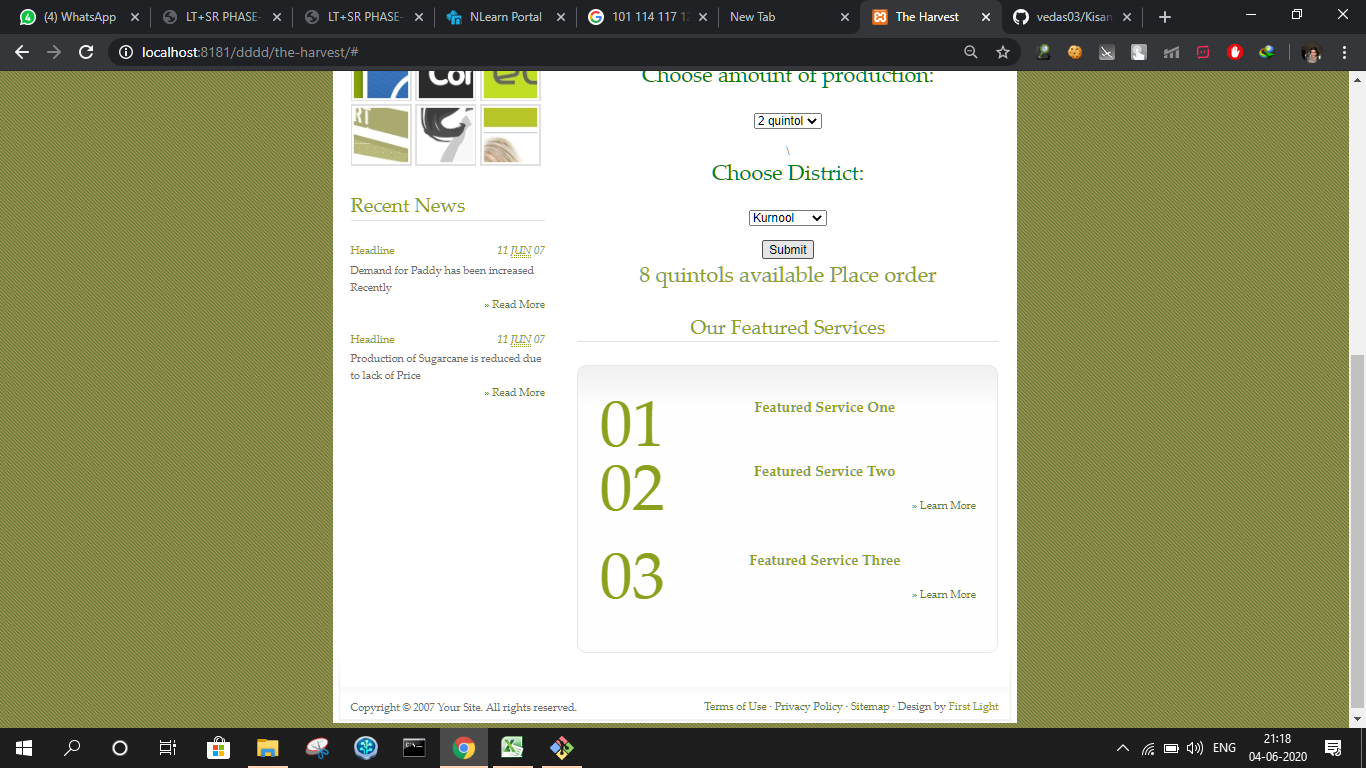 (4) WhatsApp
LT+SR PHASE-
LT+SR PHASE-
NLearn Portal
101 114 117 12
New Tab
The Harvest
vedas03/Kisan
localhost:8181/dddd/the-harvest/#
Cor
RT
Recent News
Headline 11 JUN 07
Demand for Paddy has been increased
Recently
» Read More
Headline 11 JUN 07
Production of Sugarcane is reduced due
to lack of Price
» Read More
Choose amount of production:
2 quintol
\
Choose District:
Kurnool
Submit
8 quintols available Place order
Our Featured Services
01 Featured Service One
02 Featured Service Two
» Learn More
03 Featured Service Three
» Learn More
Copyright © 2007 Your Site. All rights reserved.
Terms of Use · Privacy Policy · Sitemap · Design by First Light
ENG
21:18
04-06-2020